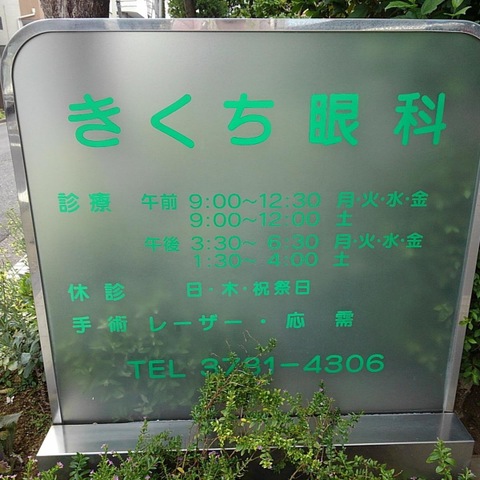 きくち眼科
診療 午前 9:00〜12:30 月・火・水・金
9:00〜12:00 土
午後 3:30〜6:30 月・火・水・金
1:30〜4:00 土
休診 日・木・祝祭日
手術 レーザー・応需
TEL 3781-4306